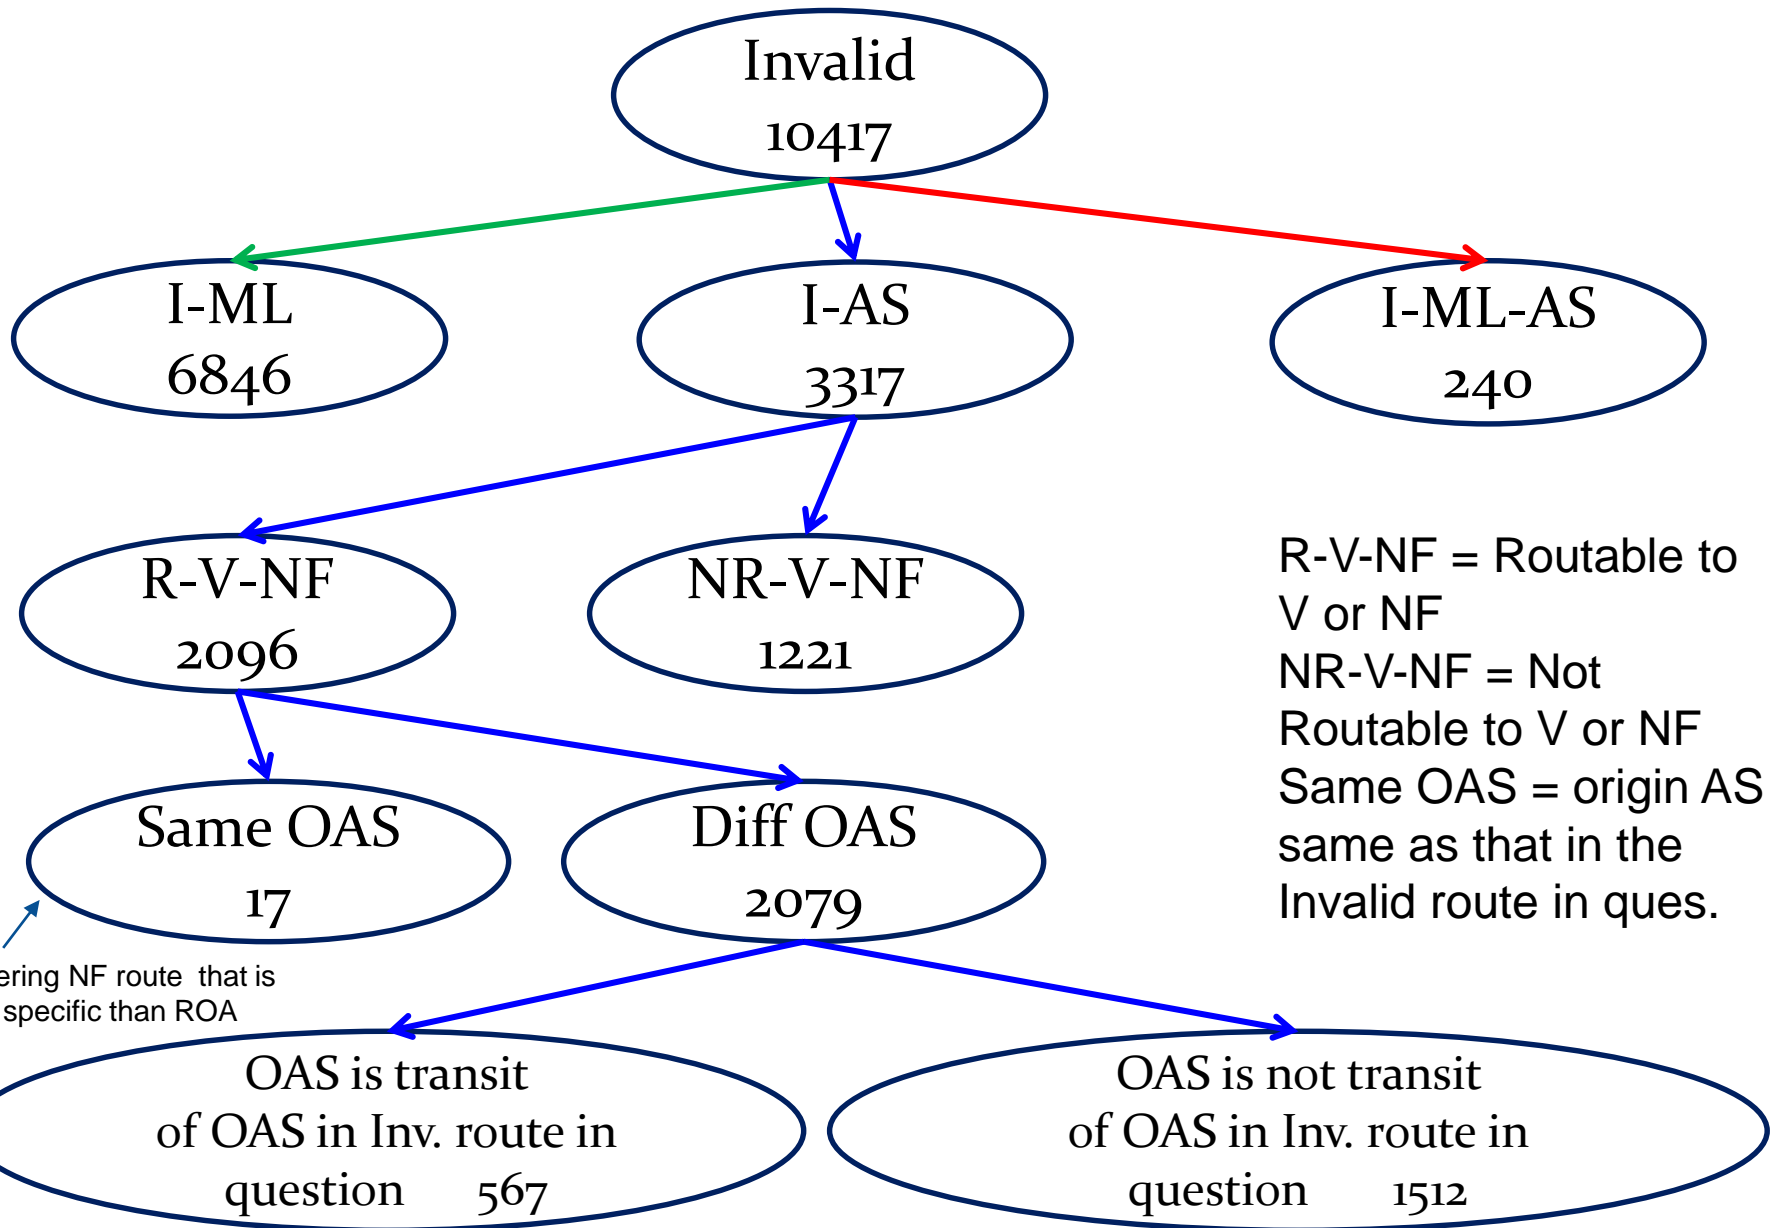 Invalid
10417
I-ML
6846
I-AS
3317
I-ML-AS
240
R-V-NF
2096
NR-V-NF
1221
R-V-NF = Routable to
V or NF
NR-V-NF = Not
Routable to V or NF
Same OAS = origin AS
same as that in the
Invalid route in ques.
Same OAS
17
Diff OAS
2079
NF route that is
specific than ROA
OAS is transit
of OAS in Inv. route in
question 567
OAS is not transit
of OAS in Inv. route in
question 1512